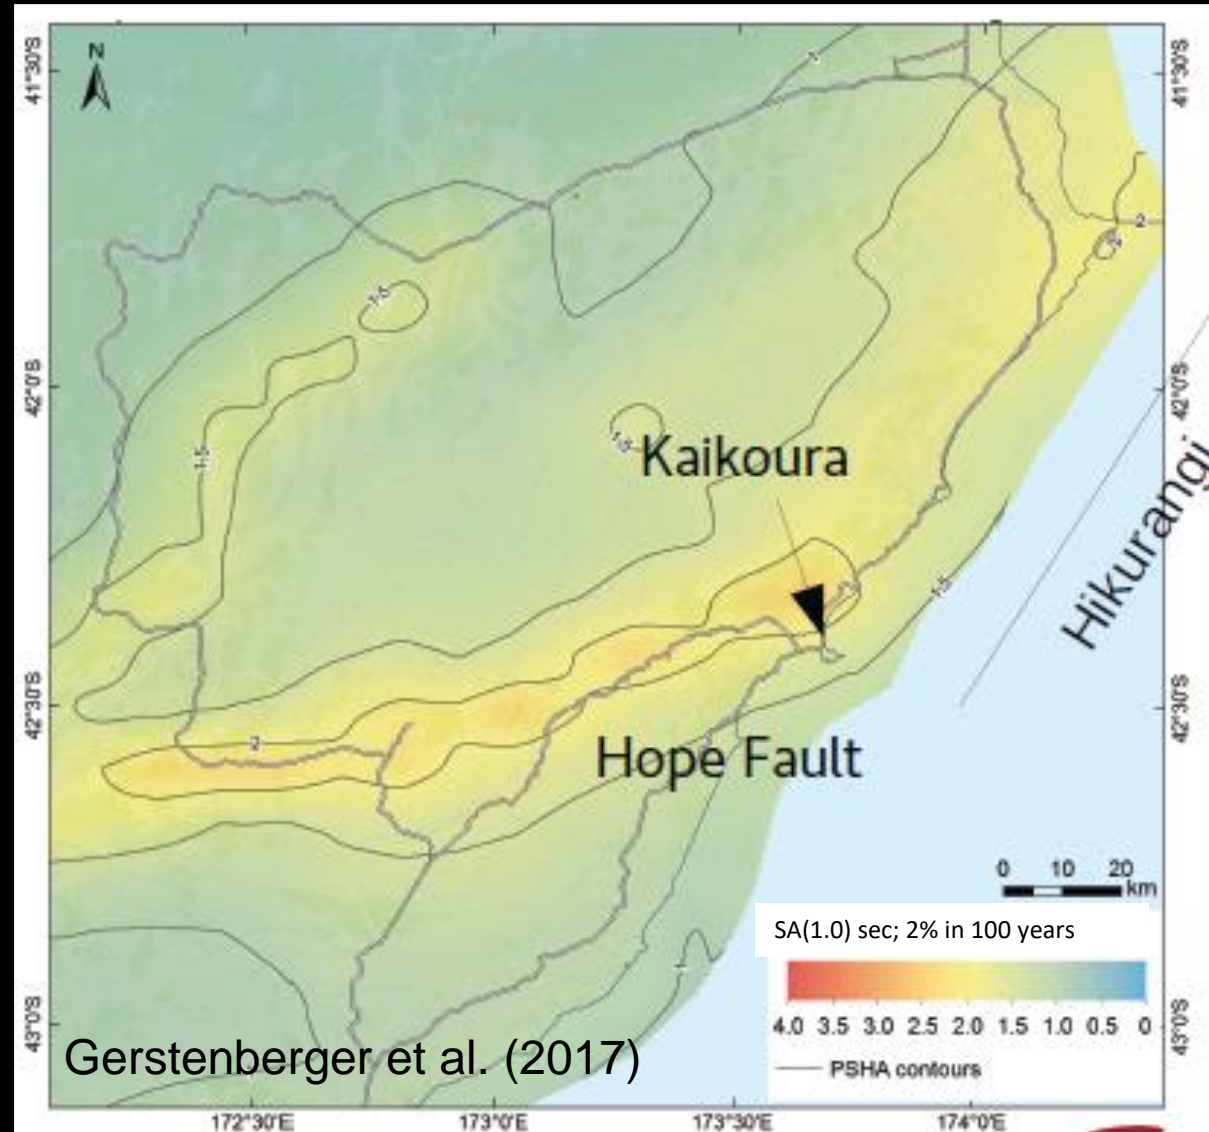 N
41°30'S
41°30'S
1
2
2
1·5
42°0'S
42°0'S
1·5
1·5
Kaikoura
Hikurangi
1·5
42°30'S
42°30'S
2
Hope Fault
0 10 20
km
SA(1.0) sec; 2% in 100 years
1
4.0 3.5 3.0 2.5 2.0 1.5 1.0 0.5 0
43°0'S
43°0'S
Gerstenberger et al. (2017)
PSHA contours
172°30'E 173°0'E 173°30'E 174°0'E